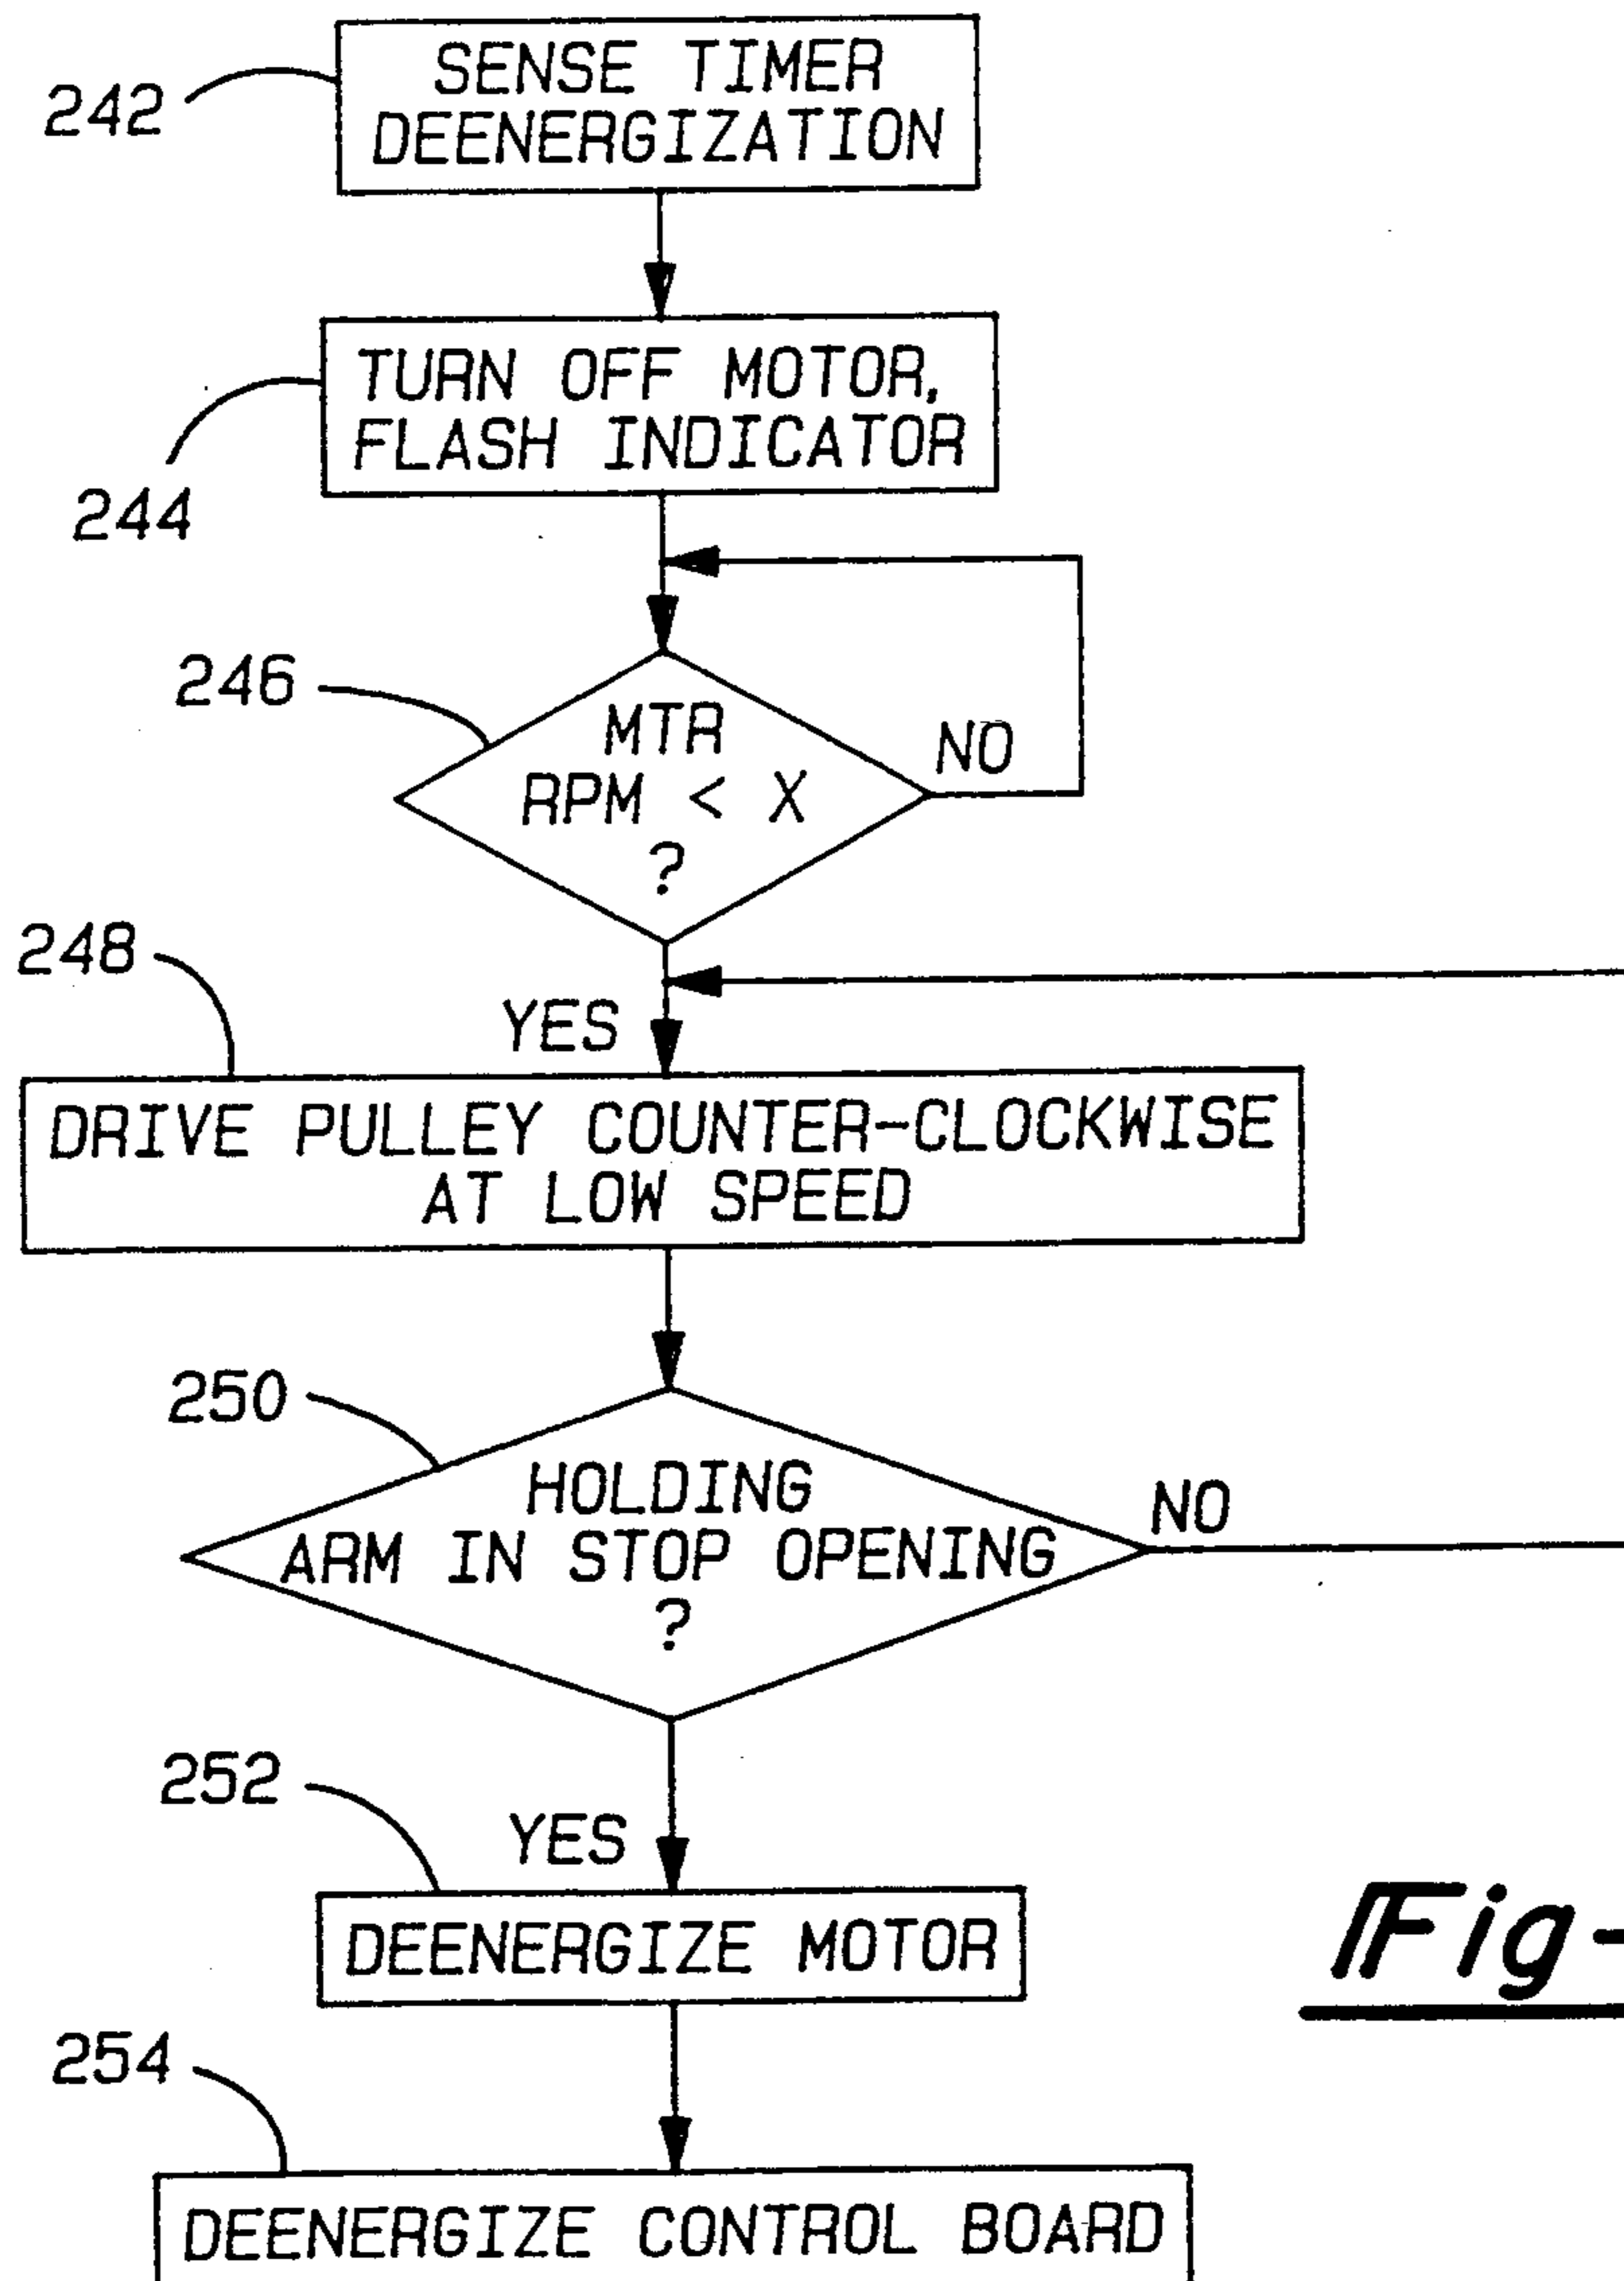 242
SENSE TIMER
DEENERGIZATION
244
TURN OFF MOTOR,
FLASH INDICATOR
246
MTR
RPM < X
?
NO
248
YES
DRIVE PULLEY COUNTER-CLOCKWISE
AT LOW SPEED
250
HOLDING
ARM IN STOP OPENING
?
NO
252
YES
DEENERGIZE MOTOR
Fig-
254
DEENERGIZE CONTROL BOARD